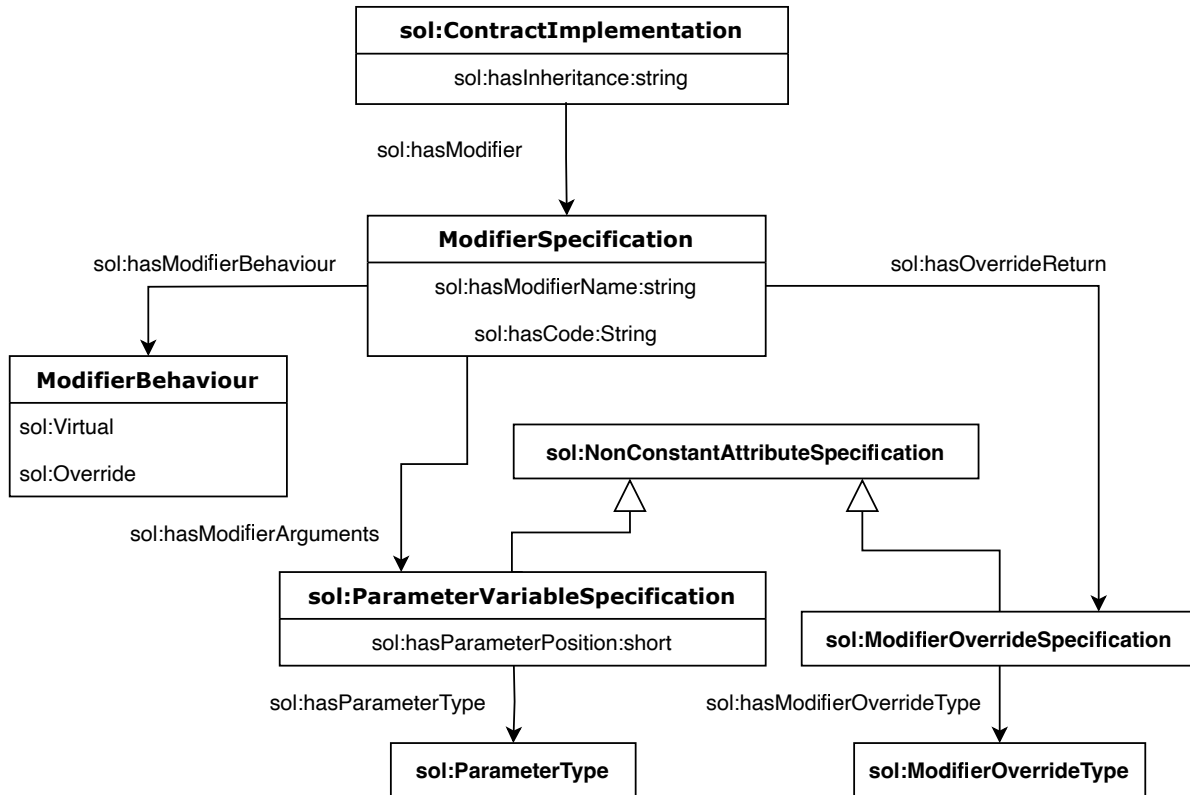 sol:ContractImplementation
sol:hasInheritance:string
sol:hasModifier
ModifierSpecification
sol:hasModifierBehaviour
sol:hasOverrideReturn
sol:hasModifierName:string
sol:hasCode:String
ModifierBehaviour
sol:Virtual
sol:Override
sol:NonConstantAttributeSpecification
sol:hasModifierArguments
sol:ParameterVariableSpecification
sol:hasParameterPosition:short
sol:ModifierOverrideSpecification
sol:hasParameterType
sol:hasModifierOverrideType
sol:ParameterType
sol:ModifierOverrideType